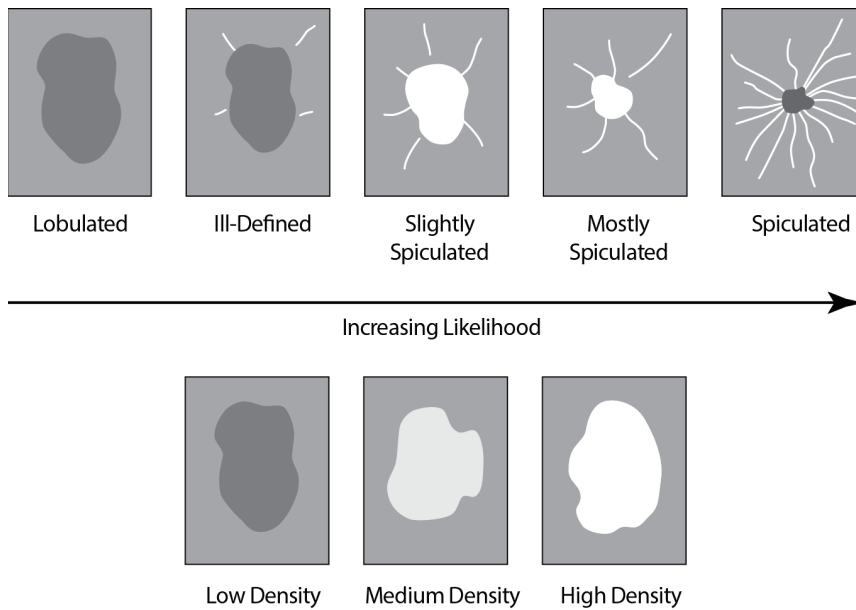 Lobulated
Ill-Defined
Slightly
Spiculated
Mostly
Spiculated
Spiculated
Increasing Likelihood
Low Density
Medium Density
High Density